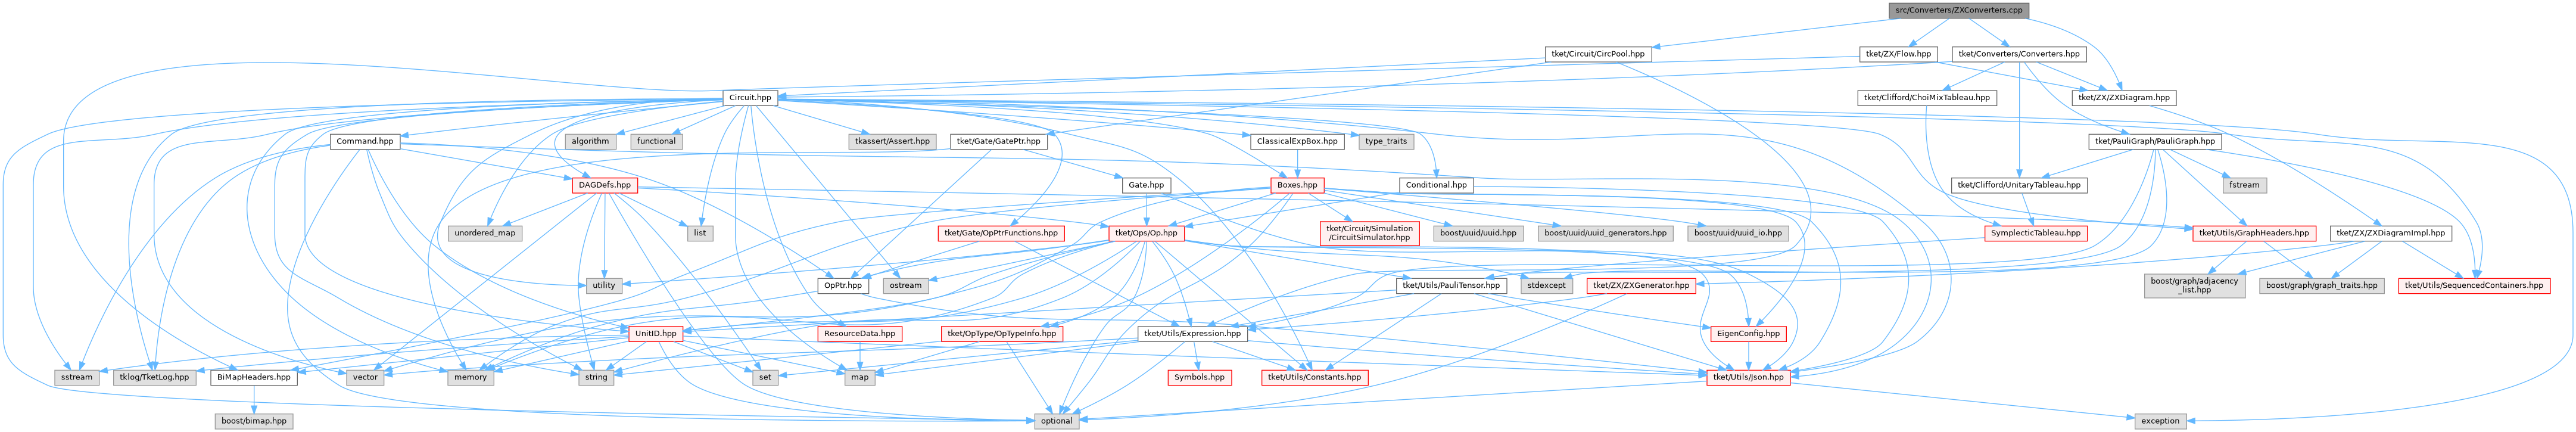 src/Converters/ZXConverters.cpp
tket/Circuit/CircPool.hpp
tket/ZX/Flow.hpp
tket/Converters/Converters.hpp
Circuit.hpp
tket/Clifford/ChoiMixTableau.hpp
tket/ZX/ZXDiagram.hpp
Command.hpp
algorithm
functional
tkassert/Assert.hpp
tket/Gate/GatePtr.hpp
ClassicalExpBox.hpp
type_traits
tket/PauliGraph/PauliGraph.hpp
DAGDefs.hpp
Gate.hpp
Boxes.hpp
Conditional.hpp
tket/Clifford/UnitaryTableau.hpp
fstream
unordered_map
list
tket/Gate/OpPtrFunctions.hpp
tket/Ops/Op.hpp
tket/Circuit/Simulation
/CircuitSimulator.hpp
boost/uuid/uuid.hpp
boost/uuid/uuid_generators.hpp
boost/uuid/uuid_io.hpp
SymplecticTableau.hpp
tket/Utils/GraphHeaders.hpp
tket/ZX/ZXDiagramImpl.hpp
utility
OpPtr.hpp
ostream
tket/Utils/PauliTensor.hpp
stdexcept
tket/ZX/ZXGenerator.hpp
boost/graph/adjacency
_list.hpp
boost/graph/graph_traits.hpp
tket/Utils/SequencedContainers.hpp
UnitID.hpp
ResourceData.hpp
tket/OpType/OpTypeInfo.hpp
tket/Utils/Expression.hpp
EigenConfig.hpp
sstream
tklog/TketLog.hpp
BiMapHeaders.hpp
vector
memory
string
set
map
Symbols.hpp
tket/Utils/Constants.hpp
tket/Utils/Json.hpp
boost/bimap.hpp
optional
exception